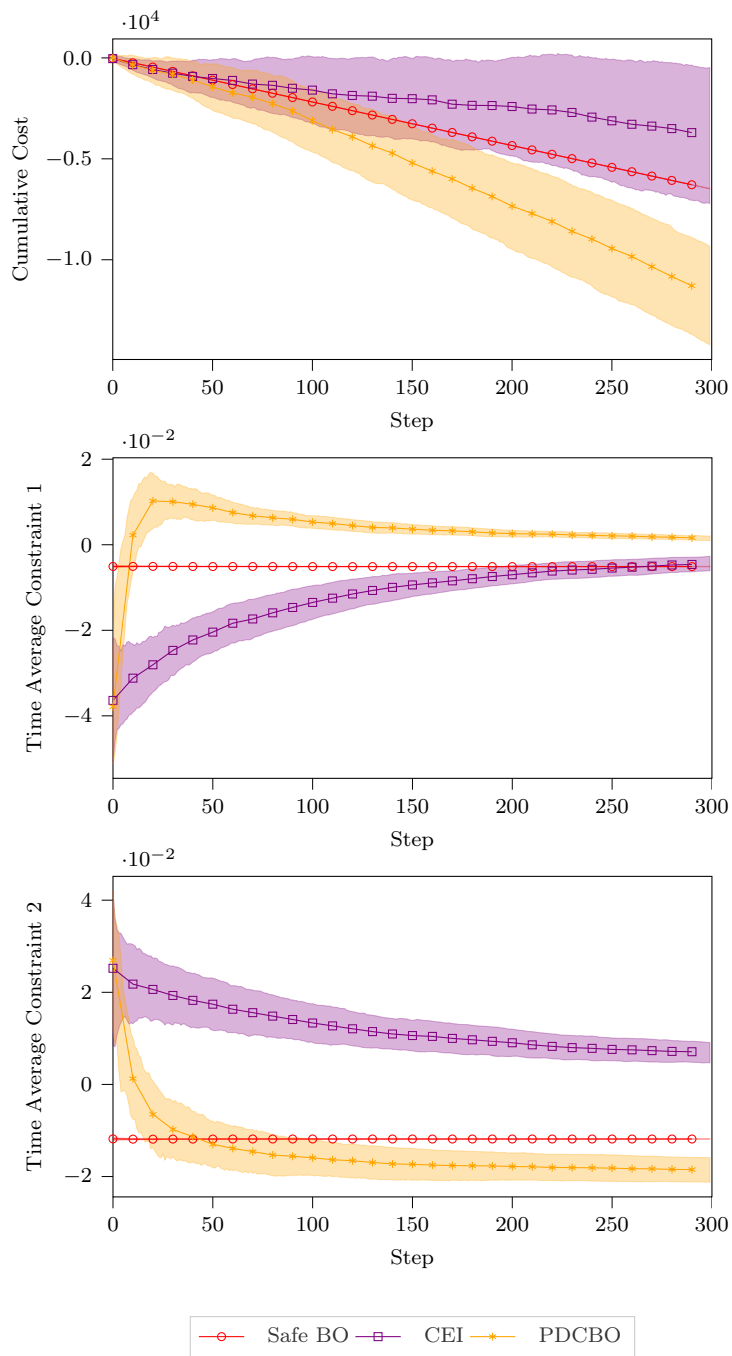 ·10⁴
0.0
−0.5
−1.0
Cumulative Cost
0 50 100 150 200 250 300
Step
·10⁻²
2
0
−2
−4
Time Average Constraint 1
0 50 100 150 200 250 300
Step
·10⁻²
4
2
0
−2
Time Average Constraint 2
0 50 100 150 200 250 300
Step
Safe BO CEI PDCBO